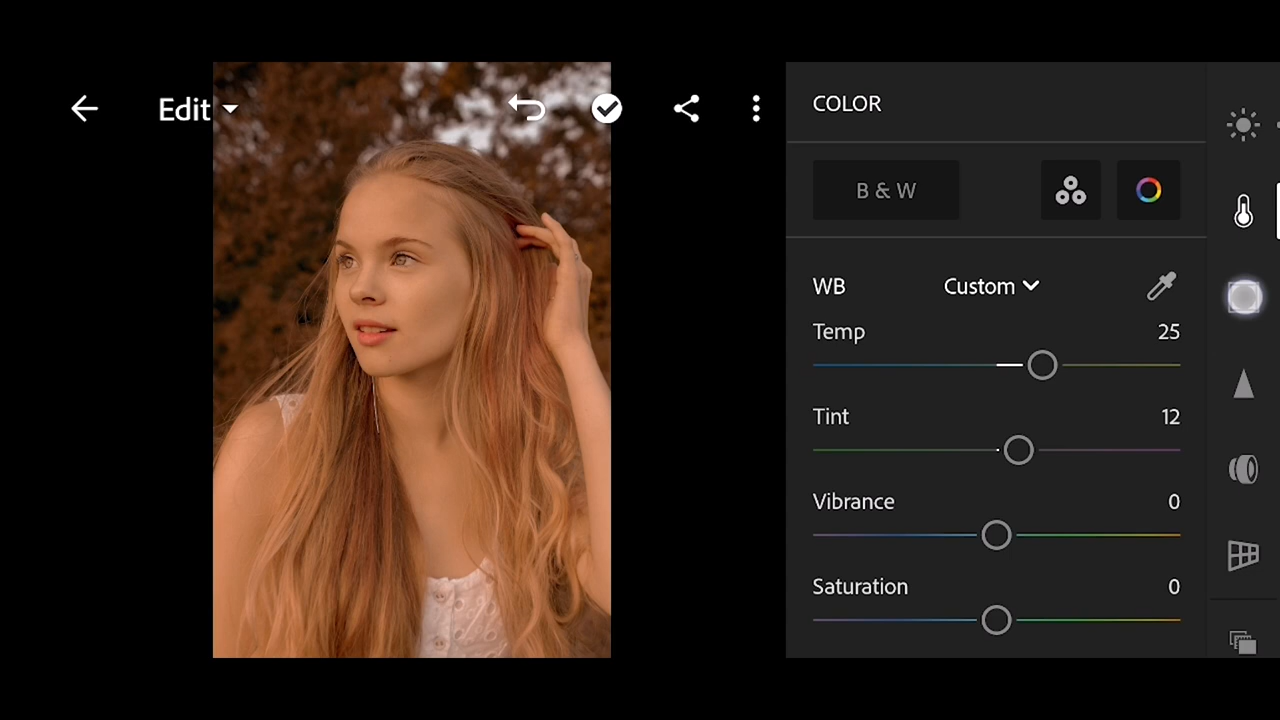 Edit
COLOR
B & W
WB Custom
Temp 25
Tint 12
Vibrance 0
Saturation 0